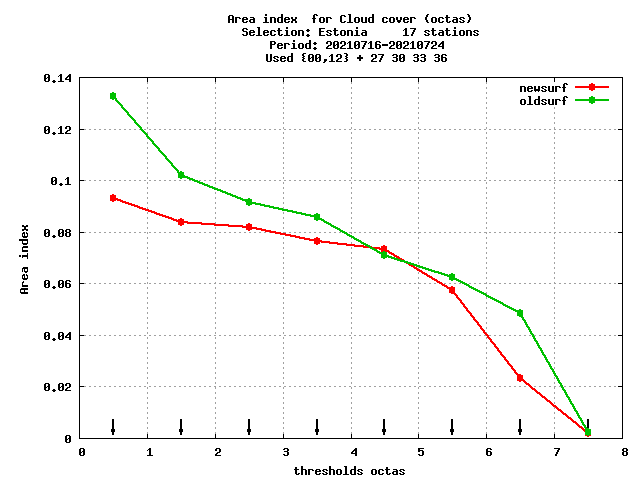 Area index  for Cloud cover (octas)
Selection: Estonia     17 stations
Period: 20210716-20210724
Used {00,12} + 27 30 33 36
newsurf
oldsurf
0.14
0.12
0.1
0.08
0.06
0.04
0.02
0
Area index
0 1 2 3 4 5 6 7 8
thresholds octas